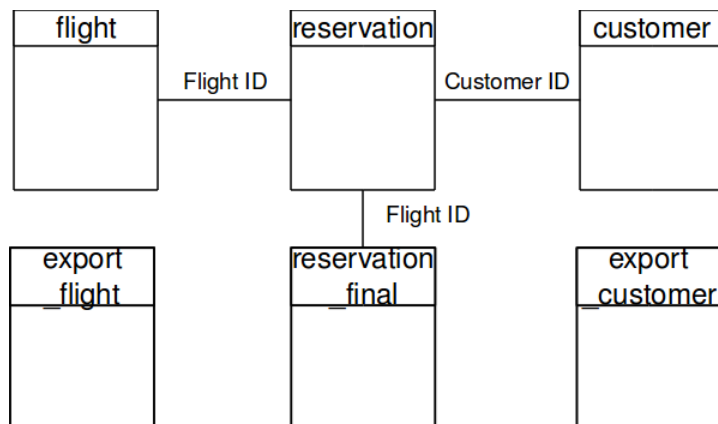 flight
reservation
customer
Flight ID
Customer ID
Flight ID
export
_flight
reservation
_final
export
_customer